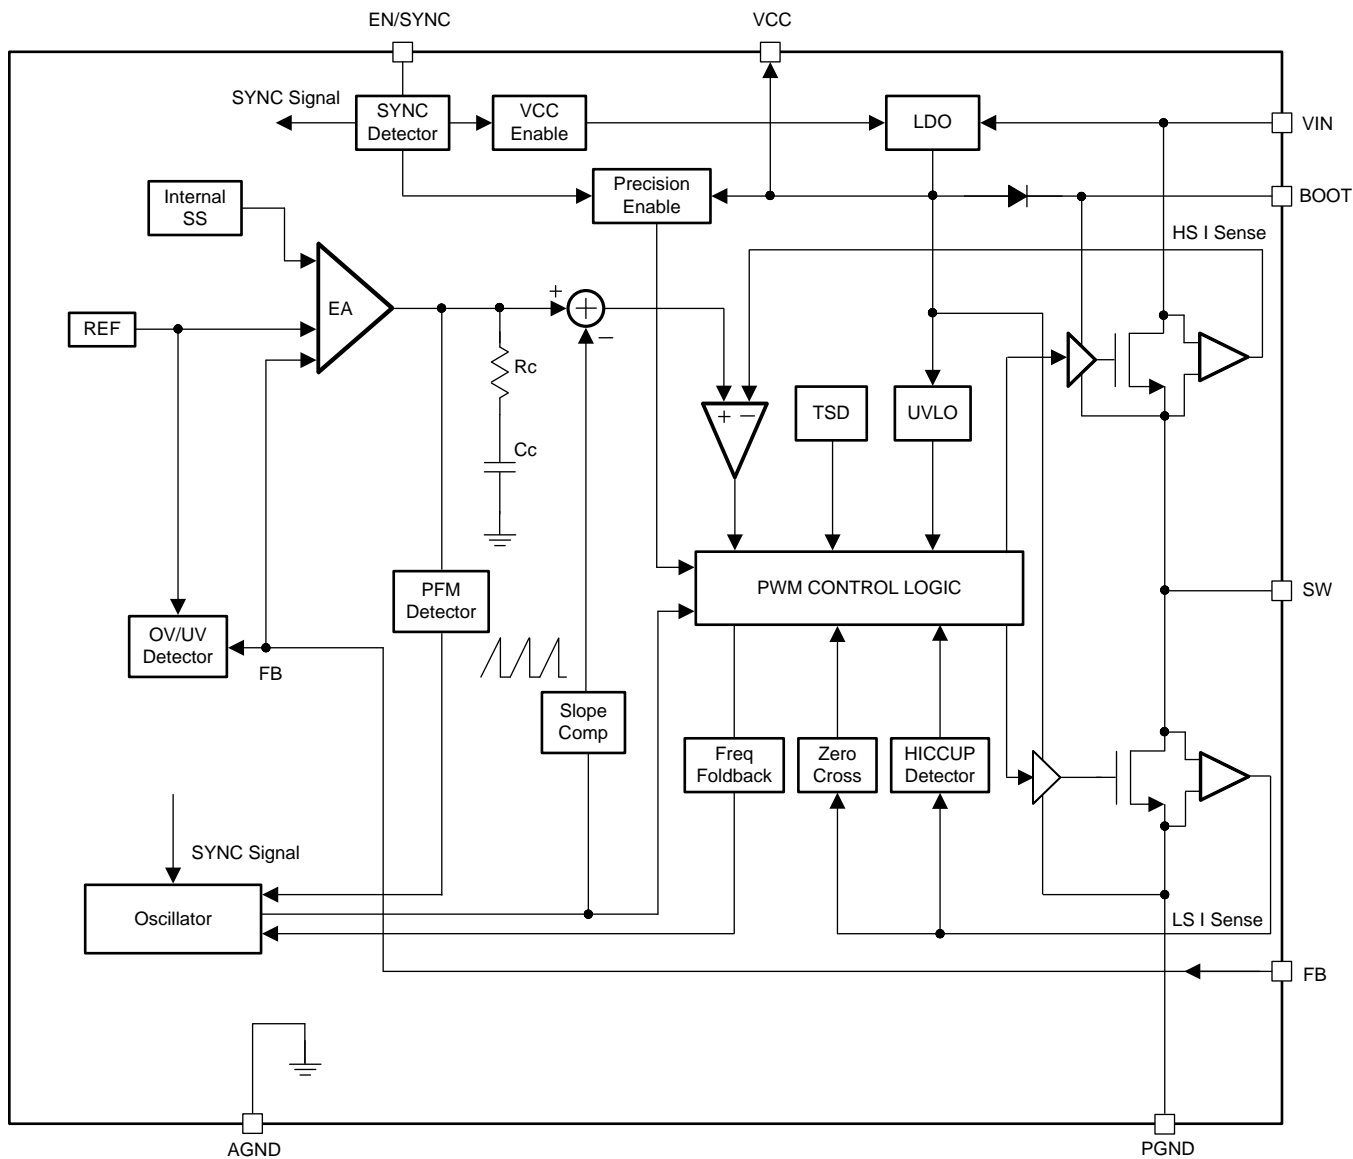 EN/SYNC
VCC
SYNC Signal
SYNC
Detector
VCC
Enable
LDO
VIN
Internal
SS
Precision
Enable
BOOT
HS I Sense
+
EA
+
REF
−
Rc
+ −
TSD
UVLO
Cc
PFM
Detector
PWM CONTROL LOGIC
SW
OV/UV
Detector
FB
Slope
Comp
Freq
Foldback
Zero
Cross
HICCUP
Detector
SYNC Signal
Oscillator
LS I Sense
FB
AGND
PGND